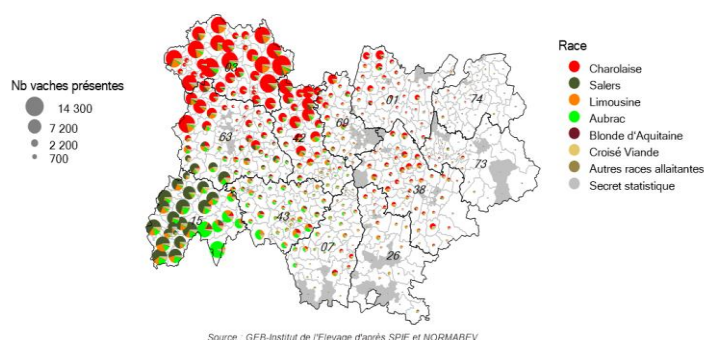 Race
Nb vaches présentes
14 300
7 200
2 200
700
Charolaise
Salers
Limousine
Aubrac
Blonde d'Aquitaine
Croisé Viande
Autres races allaitantes
Secret statistique
03
01
74
63
42
69
73
38
15
43
07
26
Source : GEB-Institut de l'Elevage d'après SPIE et NORMABEV